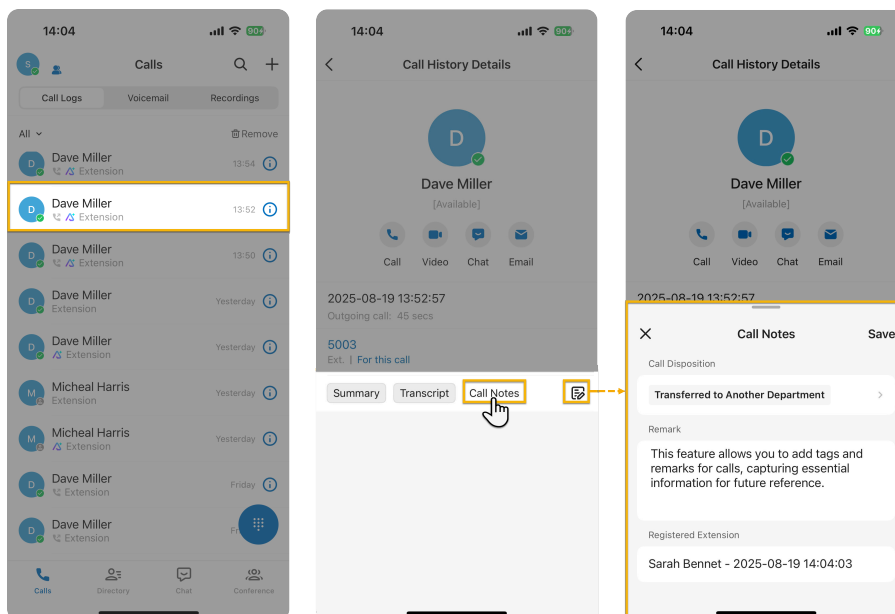 14:04
90+
S
Calls
Call Logs
Voicemail
Recordings
All
Remove
D
Dave Miller
Extension
13:54
D
Dave Miller
Extension
13:52
D
Dave Miller
Extension
13:50
D
Dave Miller
Extension
Yesterday
D
Dave Miller
Extension
Yesterday
M
Micheal Harris
Extension
Yesterday
M
Micheal Harris
Extension
Yesterday
D
Dave Miller
Extension
Friday
D
Dave Miller
Extension
Fr
Calls
Directory
Chat
Conference
14:04
90+
Call History Details
D
Dave Miller
[Available]
Call
Video
Chat
Email
2025-08-19 13:52:57
Outgoing call: 45 secs
5003
Ext. | For this call
Summary
Transcript
Call Notes
14:04
90+
Call History Details
D
Dave Miller
[Available]
Call
Video
Chat
Email
2025-08-19 13:52:57
Call Notes
Save
Call Disposition
Transferred to Another Department
Remark
This feature allows you to add tags and
remarks for calls, capturing essential
information for future reference.
Registered Extension
Sarah Bennet - 2025-08-19 14:04:03